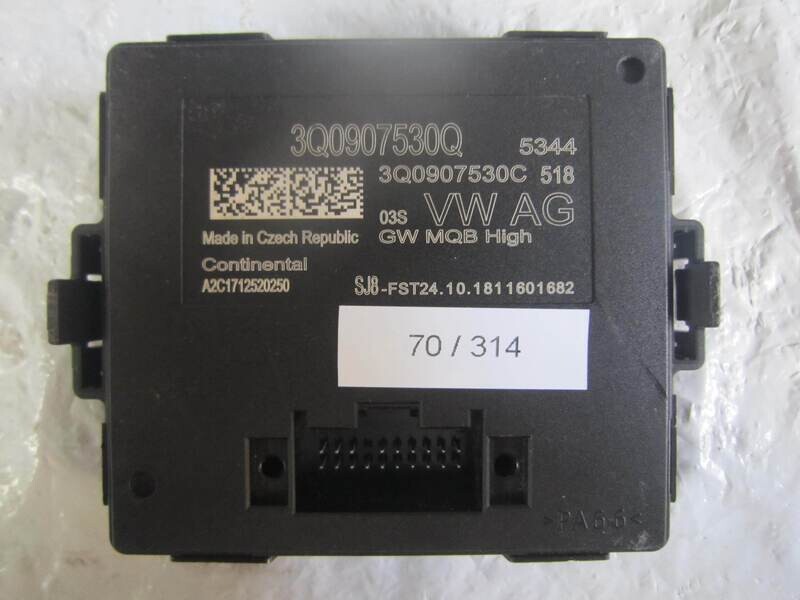 3Q0907530Q 5344
3Q0907530C 518
03S VW AG
Made in Czech Republic GW MQB High
Continental
A2C1712520250 SJ8-FST24.10.1811601682
70 / 314
>PA66<